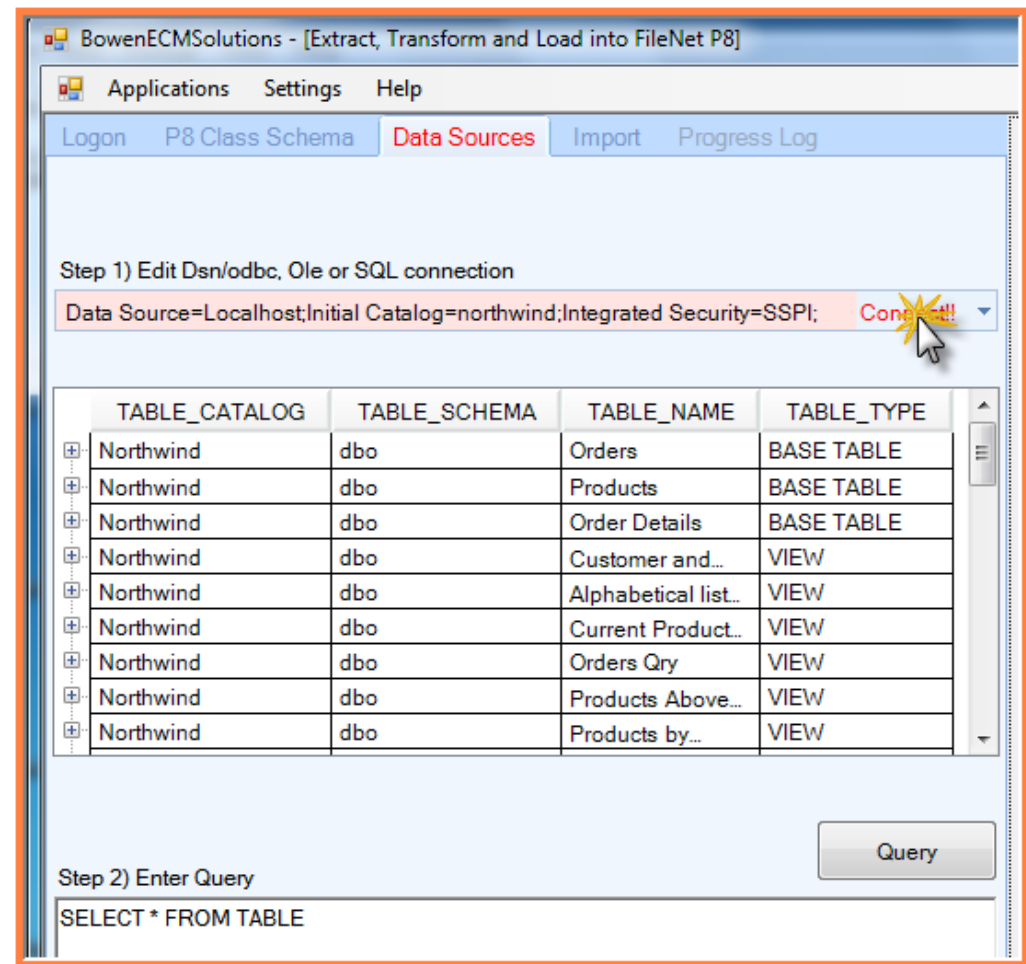 BowenECMSolutions - [Extract, Transform and Load into FileNet P8]
Applications Settings Help
Logon P8 Class Schema Data Sources Import Progress Log
Step 1) Edit Dsn/odbc, Ole or SQL connection
Data Source=Localhost;Initial Catalog=northwind;Integrated Security=SSPI;
TABLE_CATALOG TABLE_SCHEMA TABLE_NAME TABLE_TYPE
Northwind dbo Orders BASE TABLE
Northwind dbo Products BASE TABLE
Northwind dbo Order Details BASE TABLE
Northwind dbo Customer and... VIEW
Northwind dbo Alphabetical list... VIEW
Northwind dbo Current Product... VIEW
Northwind dbo Orders Qry VIEW
Northwind dbo Products Above... VIEW
Northwind dbo Products by... VIEW
Query
Step 2) Enter Query
SELECT * FROM TABLE